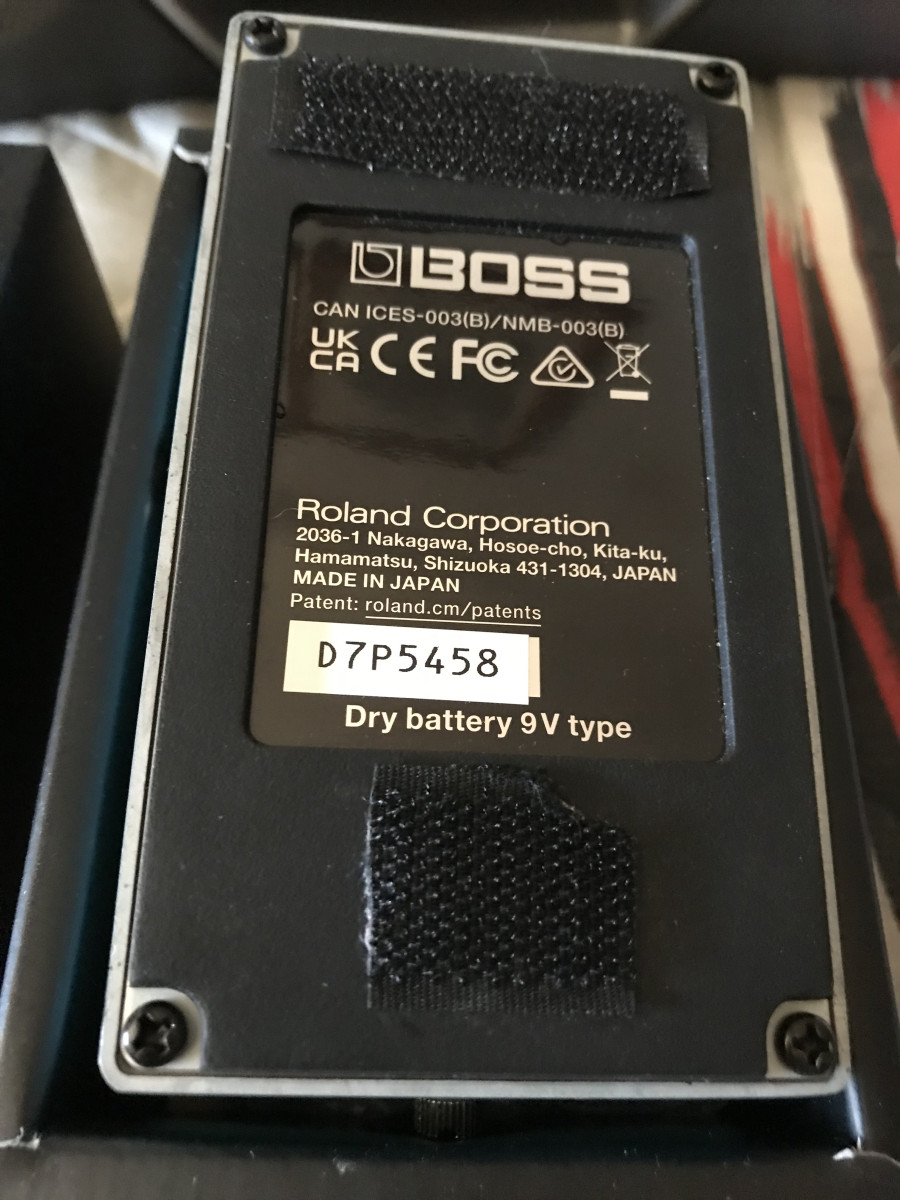 BOSS
CAN ICES-003(B)/NMB-003(B)
UK
CA CE FC
Roland Corporation
2036-1 Nakagawa, Hosoe-cho, Kita-ku,
Hamamatsu, Shizuoka 431-1304, JAPAN
MADE IN JAPAN
Patent: roland.cm/patents
D7P5458
Dry battery 9V type